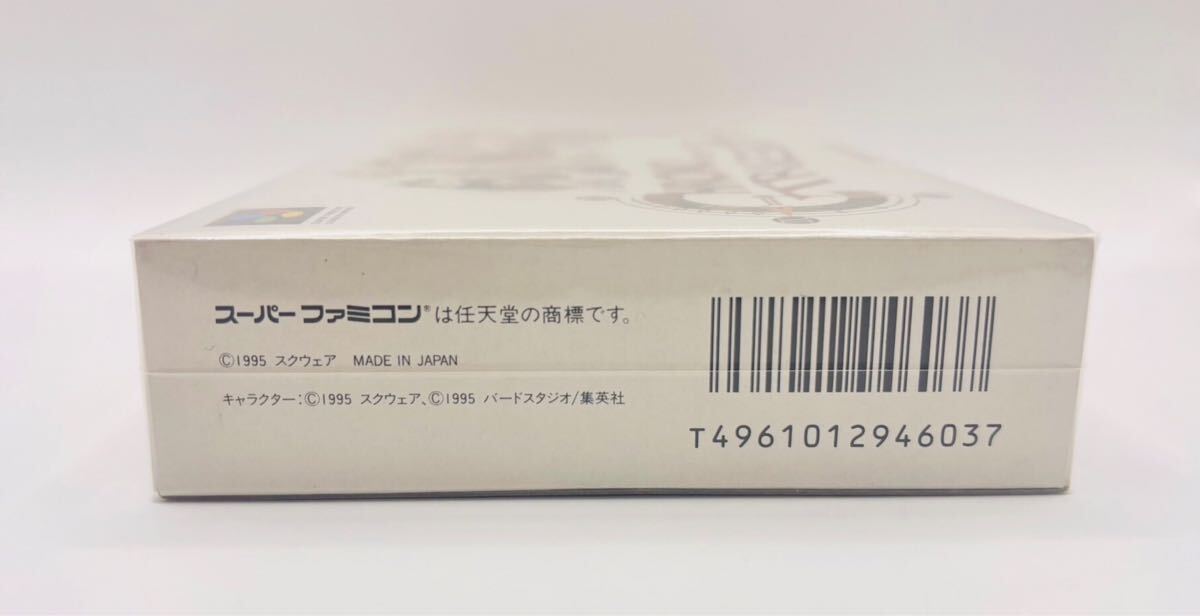 スーパーファミコン®は任天堂の商標です。
©1995 スクウェア MADE IN JAPAN
キャラクター:©1995 スクウェア、©1995 バードスタジオ/集英社
T4961012946037